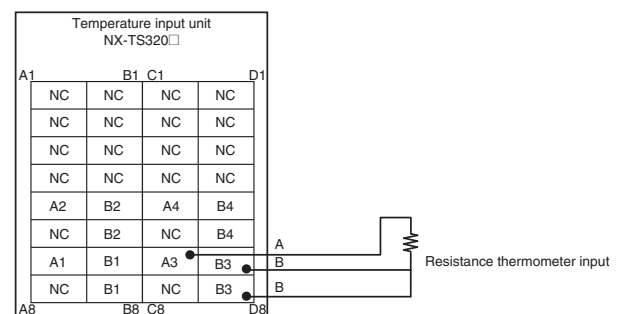 Temperature input unit
NX-TS320□
A1 B1 C1 D1
NC NC NC NC
NC NC NC NC
NC NC NC NC
NC NC NC NC
A2 B2 A4 B4
NC B2 NC B4
A
A1 B1 A3 B3 B
Resistance thermometer input
NC B1 NC B3 B
A8 B8 C8 D8